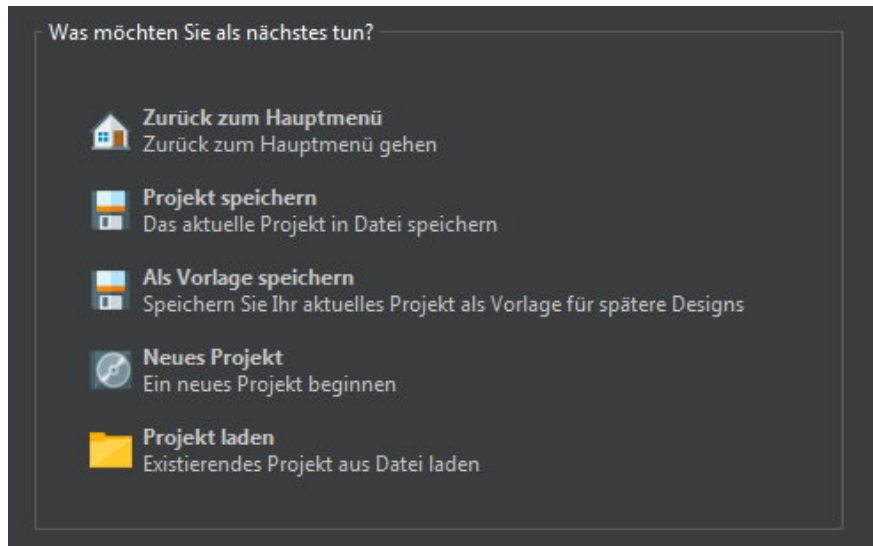 Was möchten Sie als nächstes tun?
Zurück zum Hauptmenü
Zurück zum Hauptmenü gehen
Projekt speichern
Das aktuelle Projekt in Datei speichern
Als Vorlage speichern
Speichern Sie Ihr aktuelles Projekt als Vorlage für spätere Designs
Neues Projekt
Ein neues Projekt beginnen
Projekt laden
Existierendes Projekt aus Datei laden